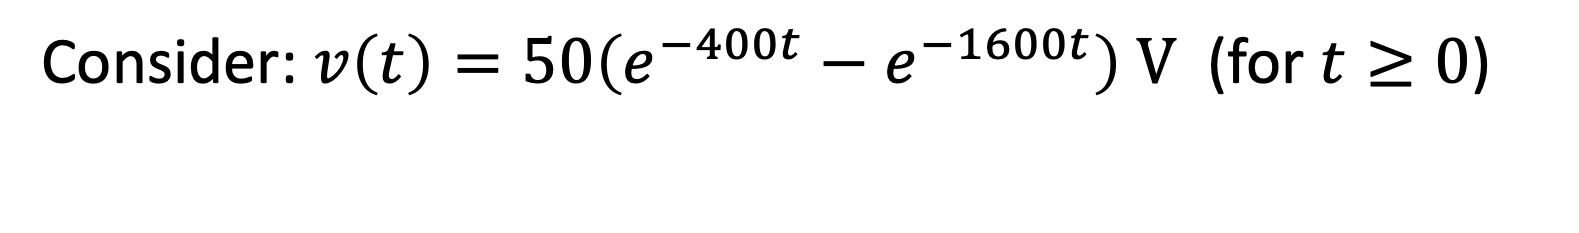 Consider: v(t) = 50(e^{−400t} − e^{−1600t}) V (for t ≥ 0)